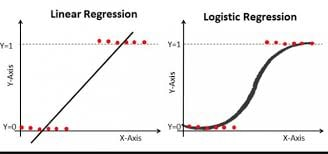 Linear Regression
Y=1
Y-Axis
Y=0
X-Axis
Logistic Regression
Y=1
Y-Axis
Y=0
X-Axis